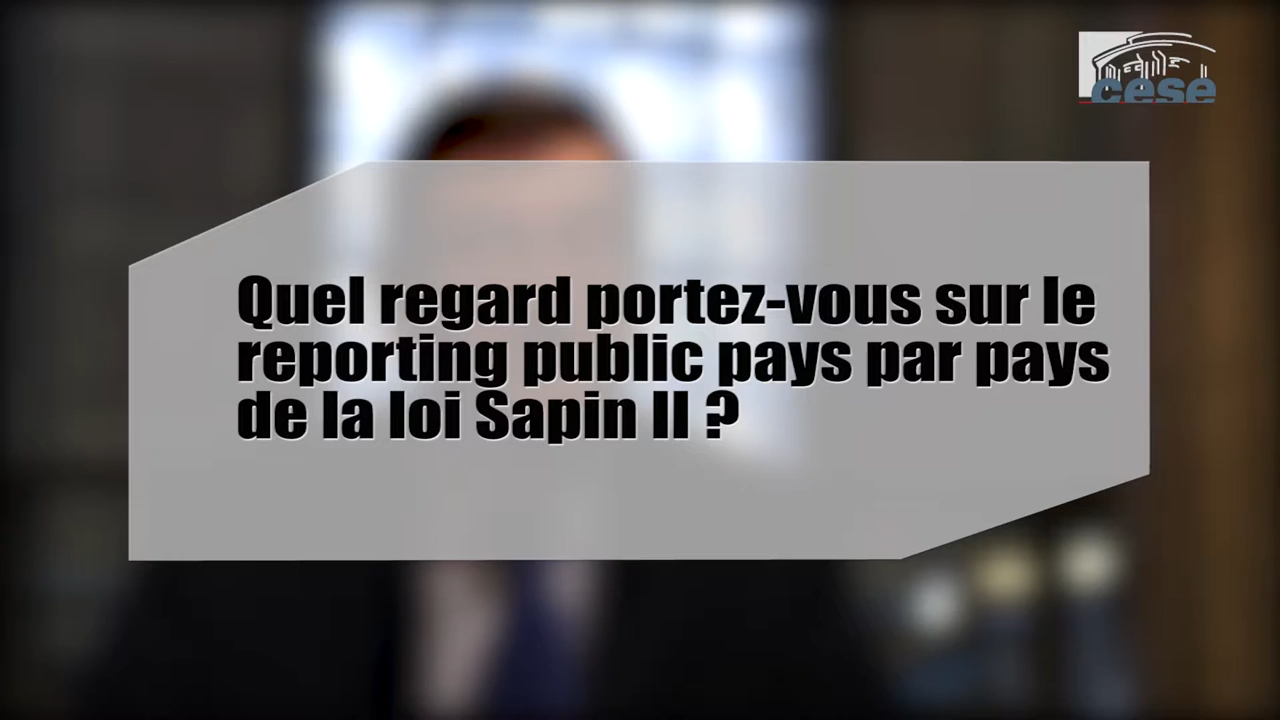 cese
Quel regard portez-vous sur le
reporting public pays par pays
de la loi Sapin II ?